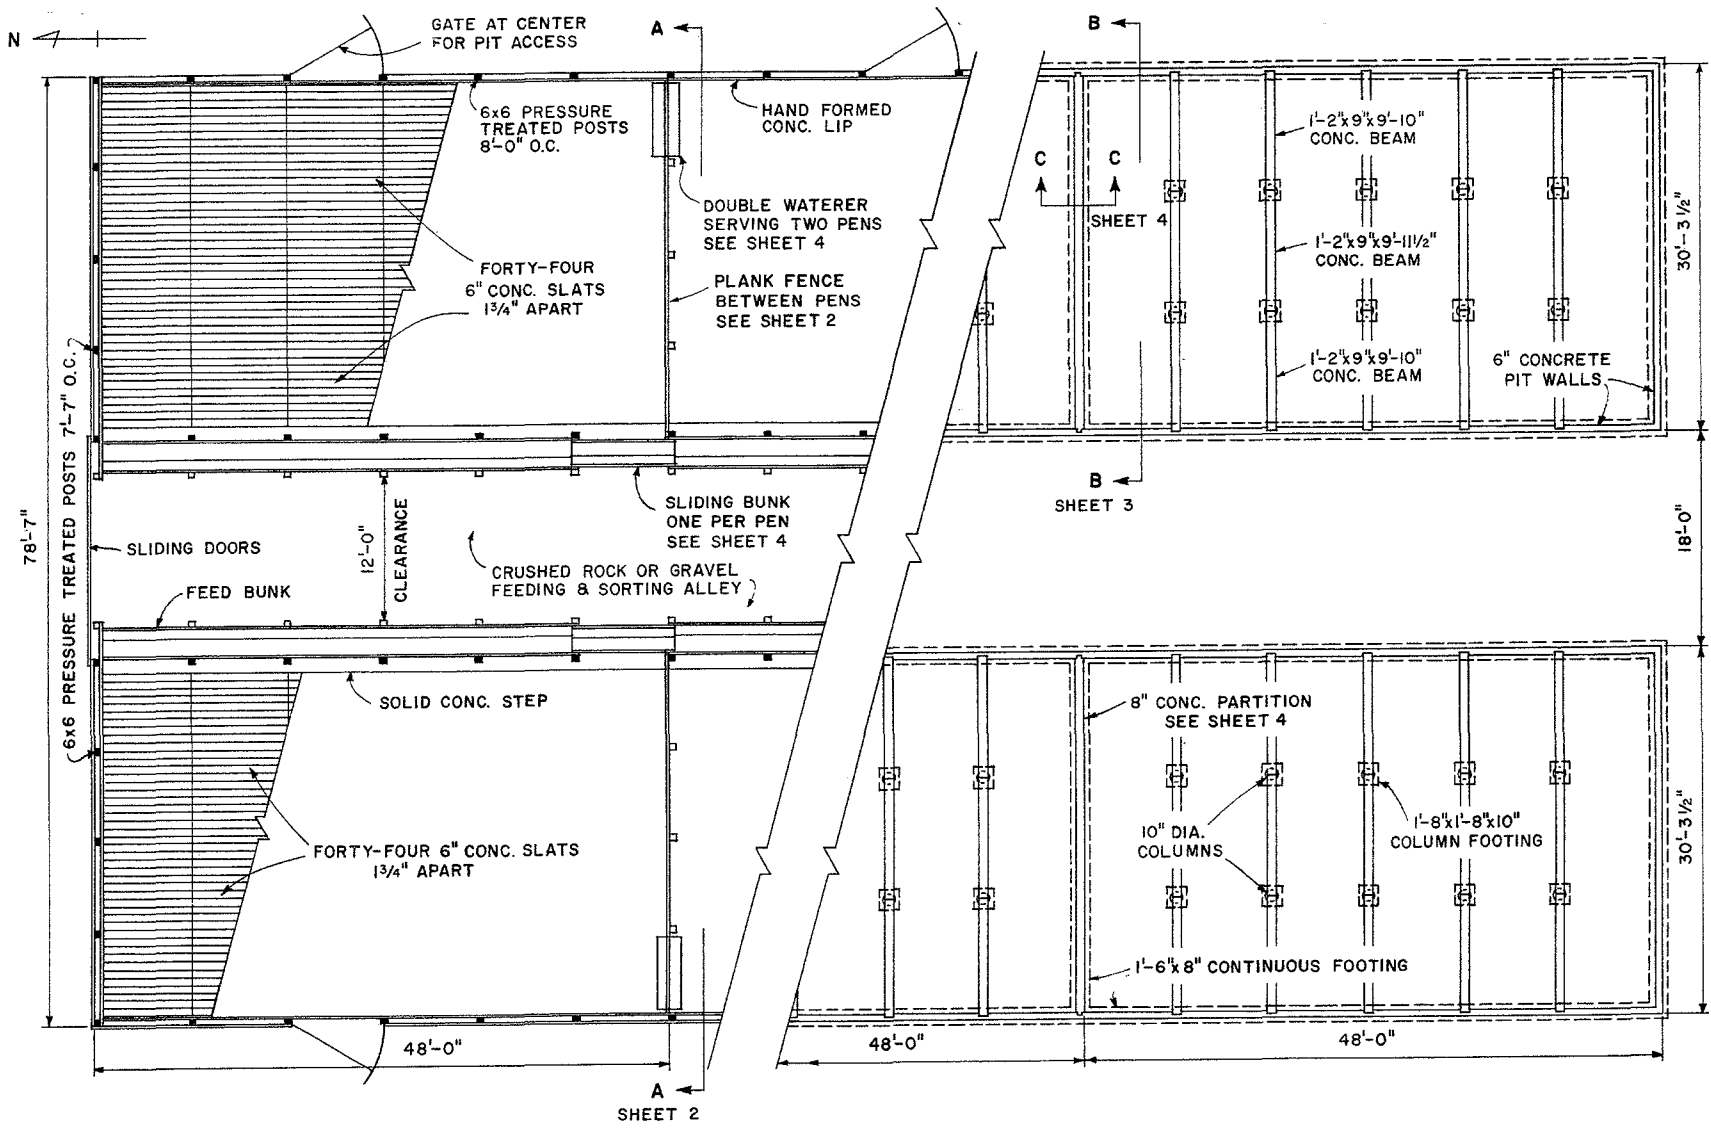 N
GATE AT CENTER
FOR PIT ACCESS
A
B
6x6 PRESSURE
TREATED POSTS
8'-0" O.C.
HAND FORMED
CONC. LIP
1'-2"x9"x9'-10"
CONC. BEAM
C
C
SHEET 4
DOUBLE WATERER
SERVING TWO PENS
SEE SHEET 4
FORTY-FOUR
6" CONC. SLATS
1 3/4" APART
PLANK FENCE
BETWEEN PENS
SEE SHEET 2
1'-2"x9"x9'-11 1/2"
CONC. BEAM
30'-3 1/2"
1'-2"x9"x9'-10"
CONC. BEAM
6" CONCRETE
PIT WALLS
6x6 PRESSURE TREATED POSTS 7'-7" O.C.
78'-7"
B
SHEET 3
SLIDING BUNK
ONE PER PEN
SEE SHEET 4
SLIDING DOORS
12'-0"
CLEARANCE
18'-0"
CRUSHED ROCK OR GRAVEL
FEEDING & SORTING ALLEY
FEED BUNK
SOLID CONC. STEP
8" CONC. PARTITION
SEE SHEET 4
FORTY-FOUR 6" CONC. SLATS
1 3/4" APART
10" DIA.
COLUMNS
1'-8"x1'-8"x10"
COLUMN FOOTING
30'-3 1/2"
1'-6"x8" CONTINUOUS FOOTING
48'-0"
48'-0"
48'-0"
A
SHEET 2